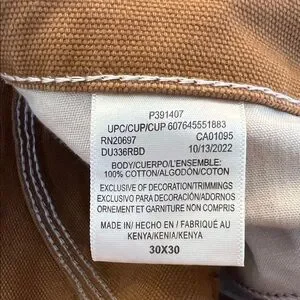 P391407
UPC/CUP/CUP 607645551883
RN20697 CA01095
DU336RBD 10/13/2022
BODY/CUERPO/L'ENSEMBLE:
100% COTTON/ALGODÓN/COTON
EXCLUSIVE OF DECORATION/TRIMMINGS
EXCLUSIVO PARA DECORACIÓN/ADORNOS
ORNEMENT ET GARNITURE NON COMPRIS
MADE IN/ HECHO EN / FABRIQUÉ AU
KENYA/KENIA/KENYA
30X30